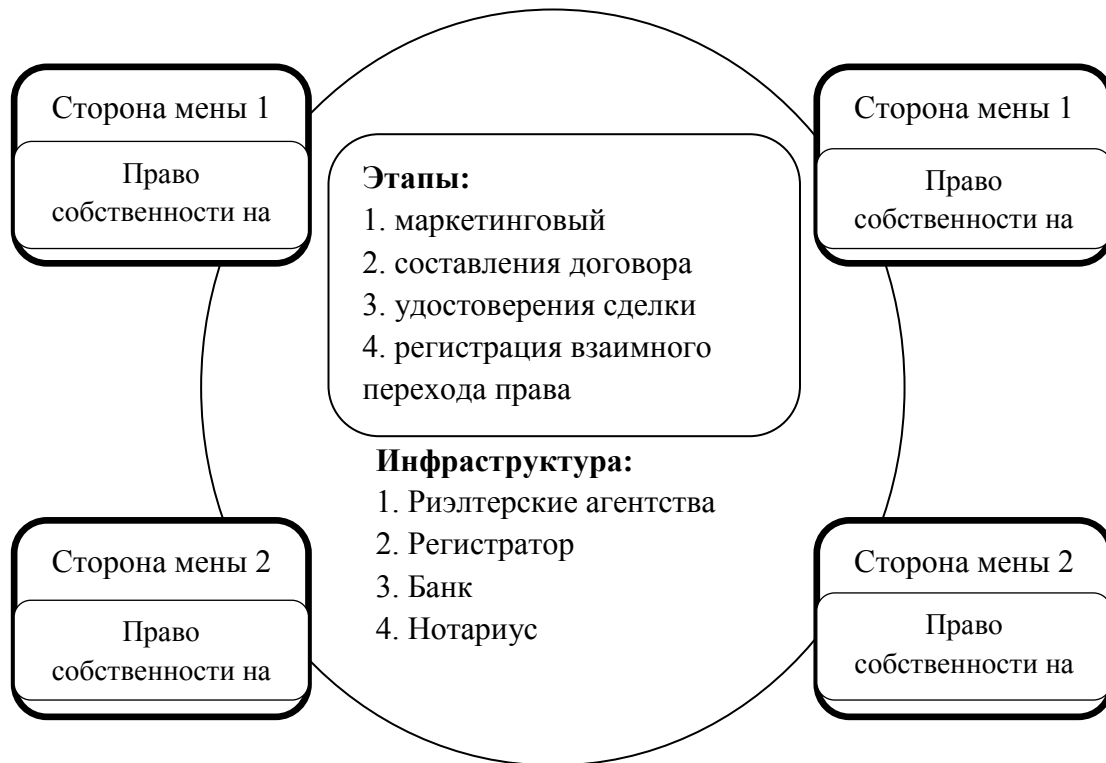 Сторона мены 1
Право
собственности на
Сторона мены 1
Право
собственности на
Этапы:
1. маркетинговый
2. составления договора
3. удостоверения сделки
4. регистрация взаимного
перехода права
Инфраструктура:
1. Риэлтерские агентства
2. Регистратор
3. Банк
4. Нотариус
Сторона мены 2
Право
собственности на
Сторона мены 2
Право
собственности на